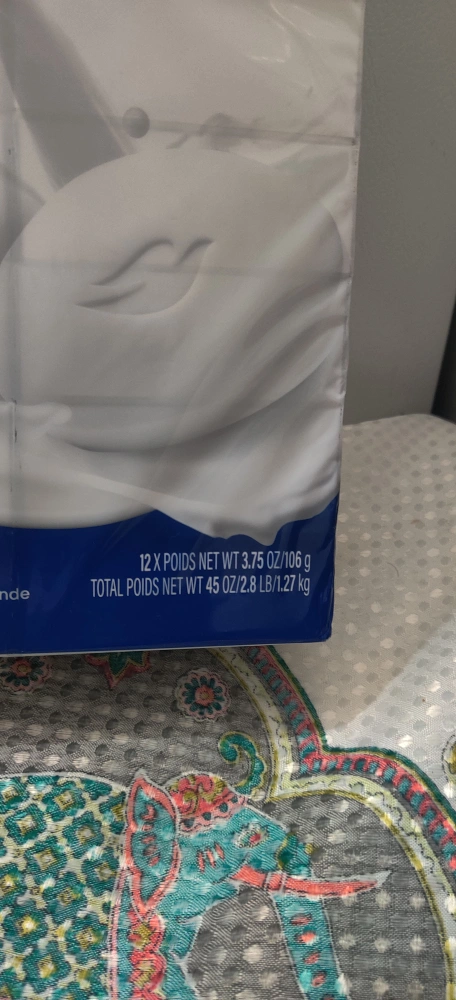 12 X POIDS NET WT 3.75 OZ/106 g
TOTAL POIDS NET WT 45 OZ/2.8 LB/1.27 kg